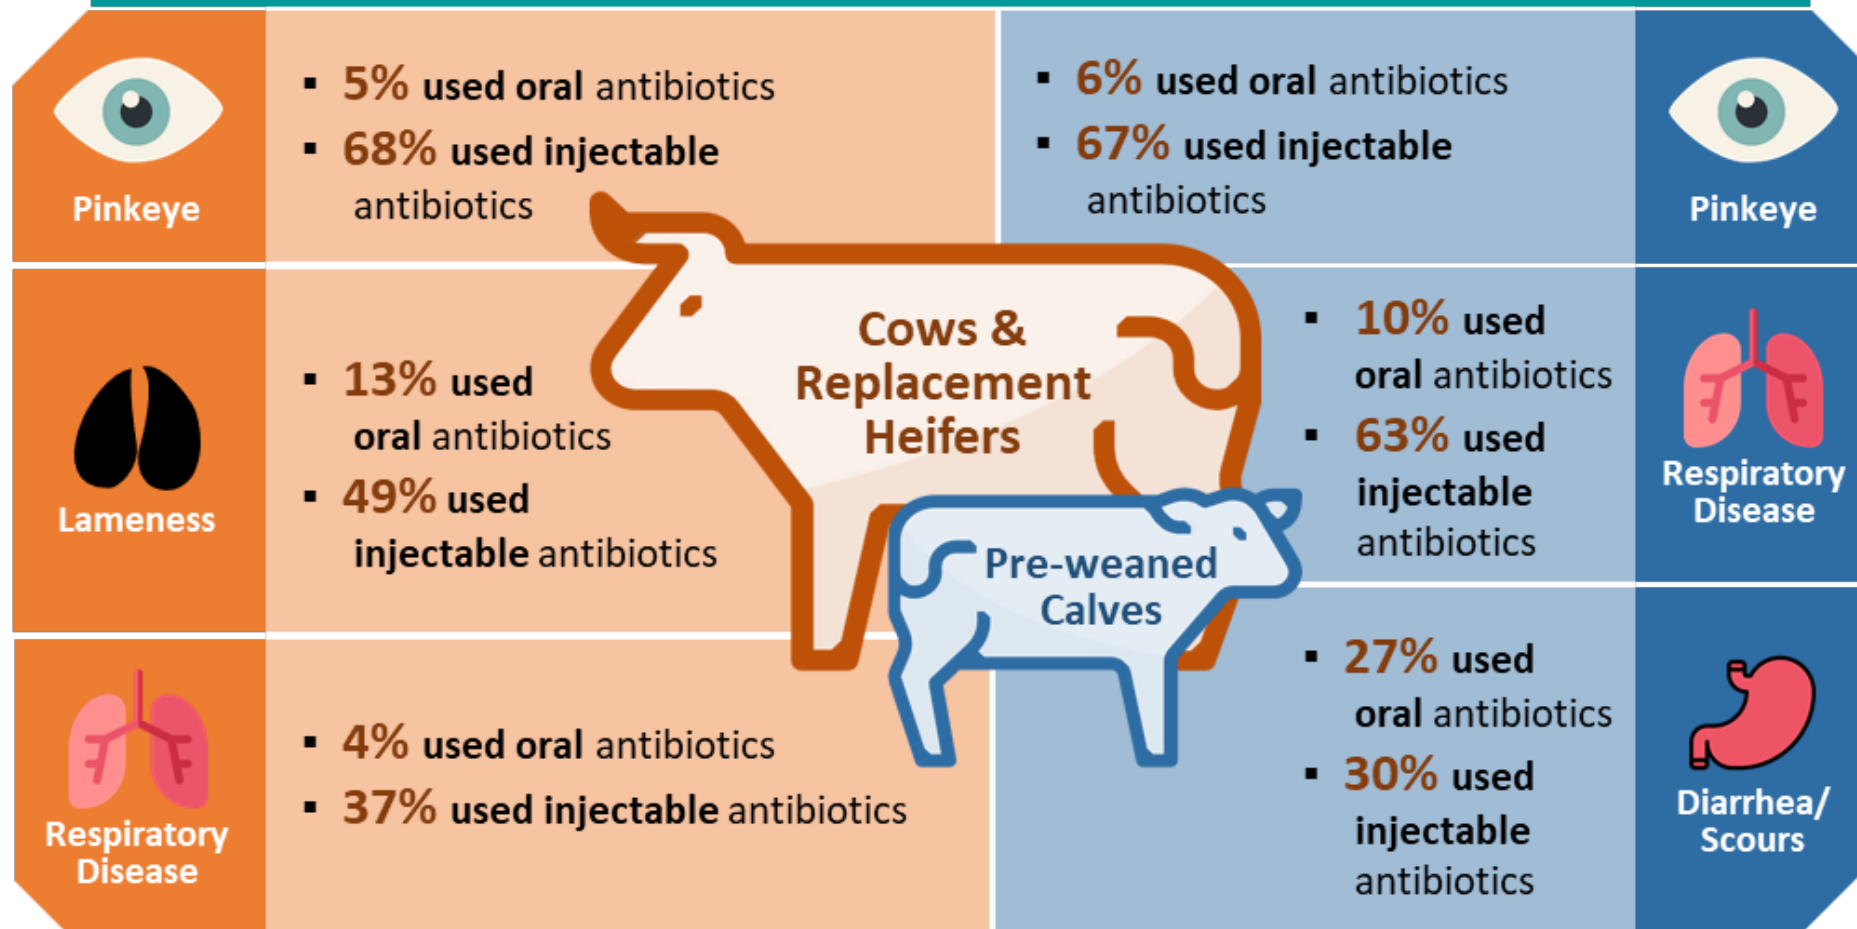 Pinkeye
5% used oral antibiotics
68% used injectable
antibiotics
Lameness
13% used
oral antibiotics
49% used
injectable antibiotics
Respiratory
Disease
4% used oral antibiotics
37% used injectable antibiotics
Cows &
Replacement
Heifers
Pre-weaned
Calves
6% used oral antibiotics
67% used injectable
antibiotics
Pinkeye
10% used
oral antibiotics
63% used
injectable
antibiotics
Respiratory
Disease
27% used
oral antibiotics
30% used
injectable
antibiotics
Diarrhea/
Scours